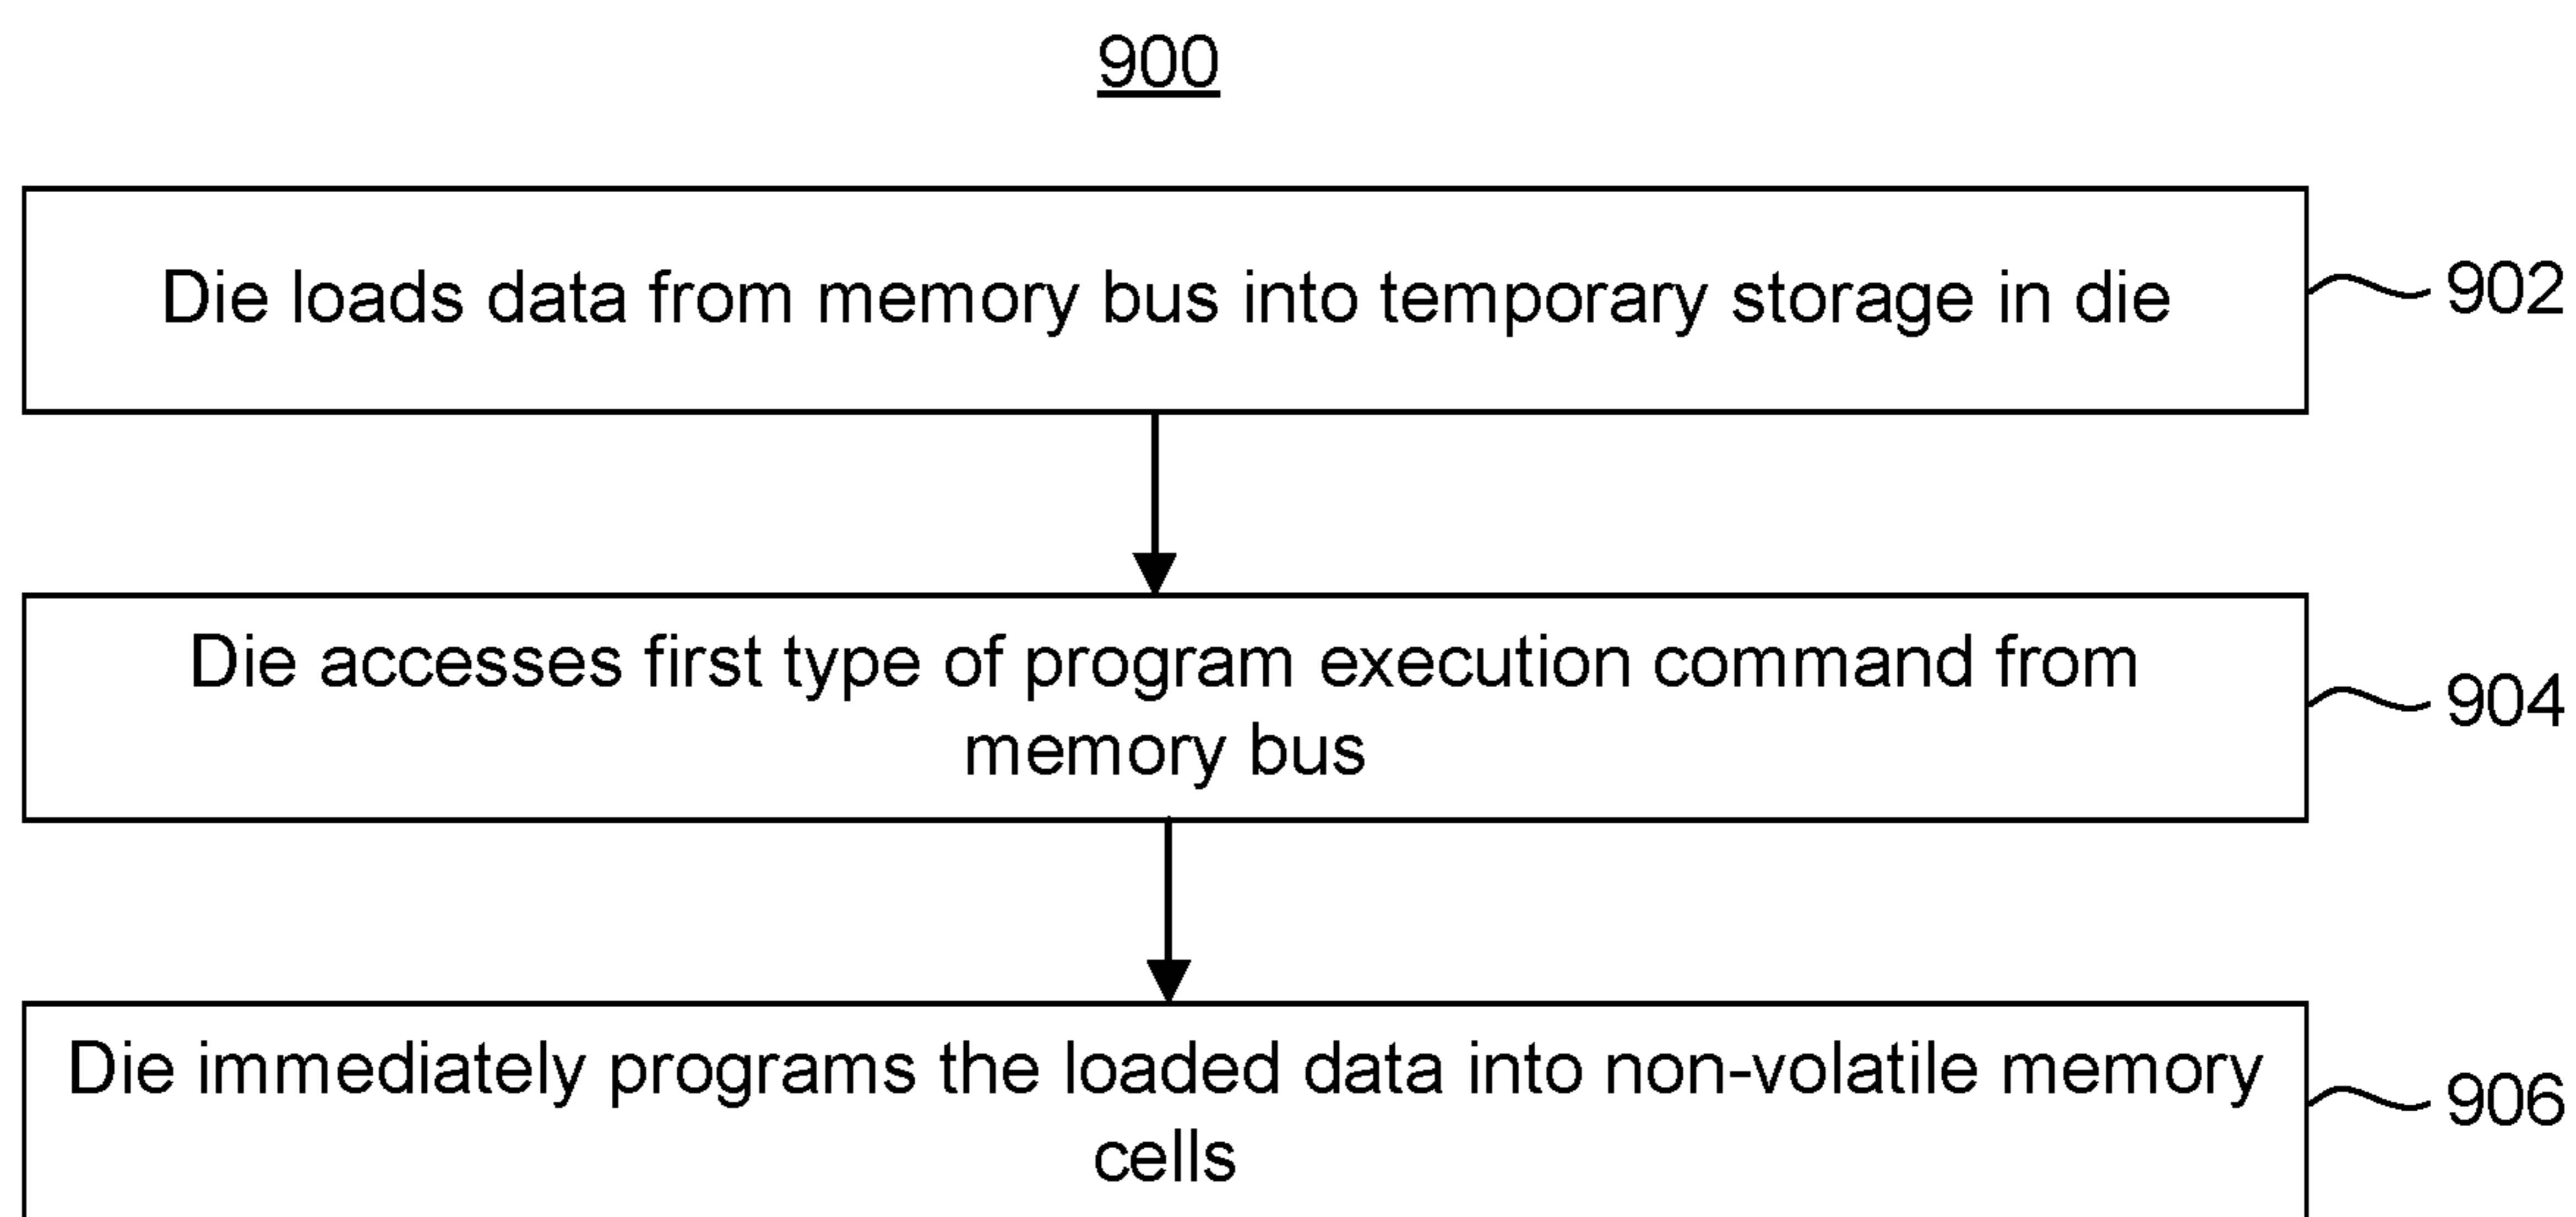 900
Die loads data from memory bus into temporary storage in die
902
Die accesses first type of program execution command from
memory bus
904
Die immediately programs the loaded data into non-volatile memory
cells
906